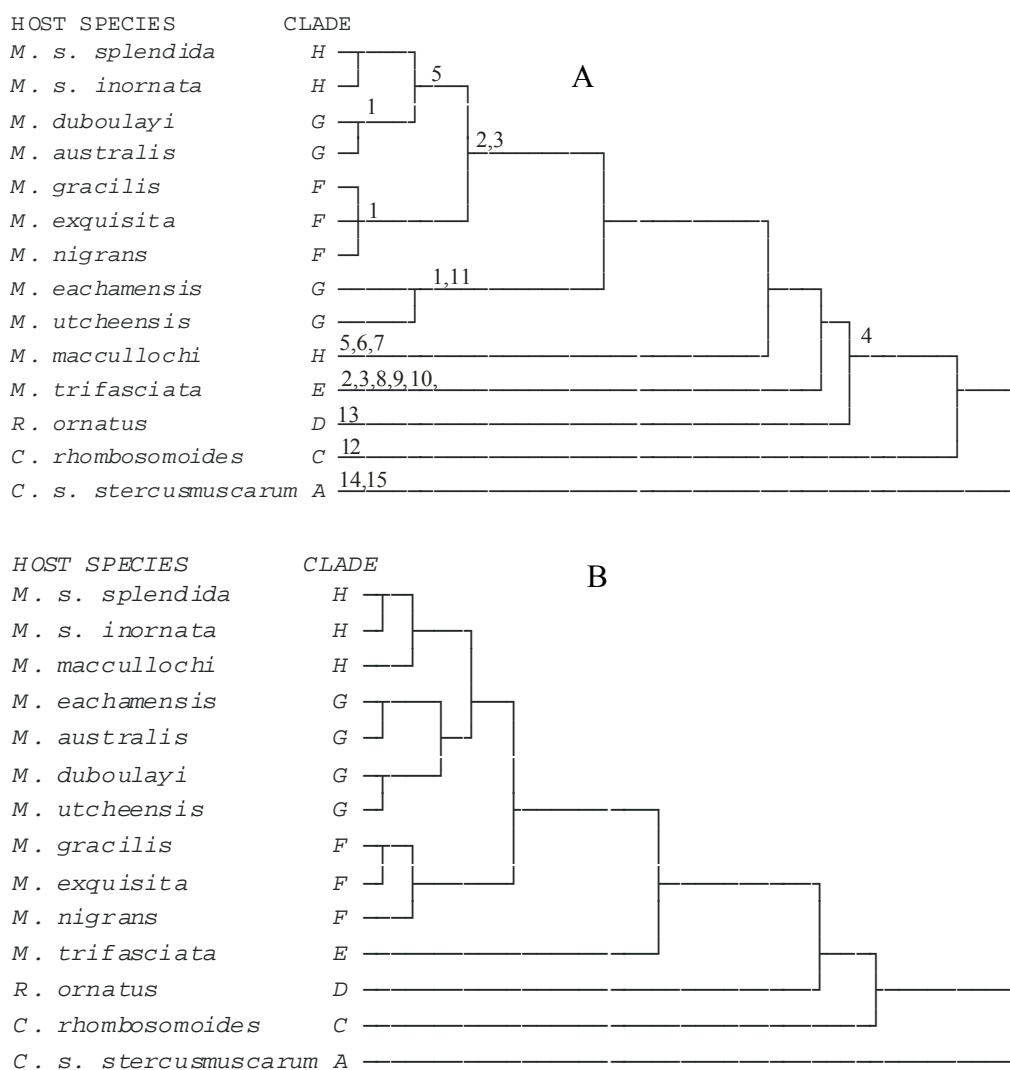 HOST SPECIES CLADE
M. s. splendida H
5 A
M. s. inornata H
1
M. duboulayi G
2,3
M. australis G
M. gracilis F
1
M. exquisita F
M. nigrans F
1,11
M. eachamensis G
M. utcheensis G
5,6,7 4
M. maccullochi H
2,3,8,9,10,
M. trifasciata E
13
R. ornatus D
12
C. rhombosomoides C
14,15
C. s. stercusmuscarum A
HOST SPECIES CLADE
B
M. s. splendida H
M. s. inornata H
M. maccullochi H
M. eachamensis G
M. australis G
M. duboulayi G
M. utcheensis G
M. gracilis F
M. exquisita F
M. nigrans F
M. trifasciata E
R. ornatus D
C. rhombosomoides C
C. s. stercusmuscarum A